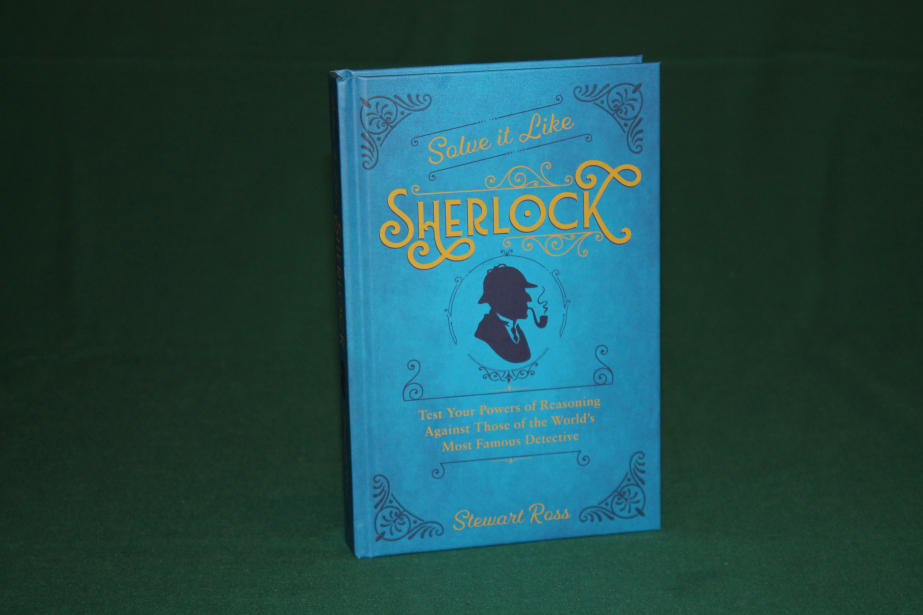 Solve it Like
SHERLOCK
Test Your Powers of Reasoning
Against Those of the World's
Most Famous Detective
Stewart Ross